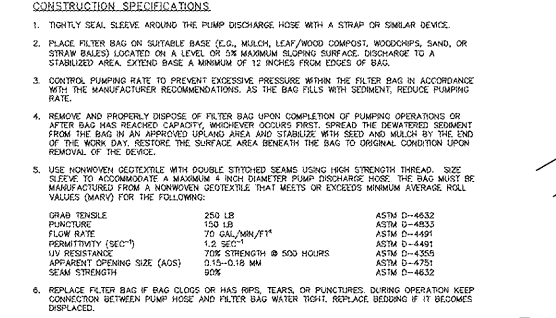 CONSTRUCTION SPECIFICATIONS
1. TIGHTLY SEAL SLEEVE AROUND THE PUMP DISCHARGE HOSE WITH A STRAP OR SIMILAR DEVICE.
2. PLACE FILTER BAG ON SUITABLE BASE (E.G., MULCH, LEAF/WOOD COMPOST, WOODCHIPS, SAND, OR
STRAW BALES) LOCATED ON A LEVEL OR 5% MAXIMUM SLOPING SURFACE. DISCHARGE TO A
STABILIZED AREA. EXTEND BASE A MINIMUM OF 12 INCHES FROM EDGES OF BAG.
3. CONTROL PUMPING RATE TO PREVENT EXCESSIVE PRESSURE WITHIN THE FILTER BAG IN ACCORDANCE
WITH THE MANUFACTURER RECOMMENDATIONS. AS THE BAG FILLS WITH SEDIMENT, REDUCE PUMPING
RATE.
4. REMOVE AND PROPERLY DISPOSE OF FILTER BAG UPON COMPLETION OF PUMPING OPERATIONS OR
AFTER BAG HAS REACHED CAPACITY, WHICHEVER OCCURS FIRST. SPREAD THE DEWATERED SEDIMENT
FROM THE BAG IN AN APPROVED UPLAND AREA AND STABILIZE WITH SEED AND MULCH BY THE END
OF THE WORK DAY. RESTORE THE SURFACE AREA BENEATH THE BAG TO ORIGINAL CONDITION UPON
REMOVAL OF THE DEVICE.
5. USE NONWOVEN GEOTEXTILE WITH DOUBLE STITCHED SEAMS USING HIGH STRENGTH THREAD. SIZE
SLEEVE TO ACCOMMODATE A MAXIMUM 4 INCH DIAMETER PUMP DISCHARGE HOSE. THE BAG MUST BE
MANUFACTURED FROM A NONWOVEN GEOTEXTILE THAT MEETS OR EXCEEDS MINIMUM AVERAGE ROLL
VALUES (MARV) FOR THE FOLLOWING:
GRAB TENSILE 250 LB ASTM D-4632
PUNCTURE 150 LB ASTM D-4833
FLOW RATE 70 GAL/MIN/FT² ASTM D-4491
PERMITTIVITY (SEC⁻¹) 1.2 SEC⁻¹ ASTM D-4491
UV RESISTANCE 70% STRENGTH @ 500 HOURS ASTM D-4355
APPARENT OPENING SIZE (AOS) 0.15-0.18 MM ASTM D-4751
SEAM STRENGTH 90% ASTM D-4632
6. REPLACE FILTER BAG IF BAG CLOGS OR HAS RIPS, TEARS, OR PUNCTURES. DURING OPERATION KEEP
CONNECTION BETWEEN PUMP HOSE AND FILTER BAG WATER TIGHT. REPLACE BEDDING IF IT BECOMES
DISPLACED.